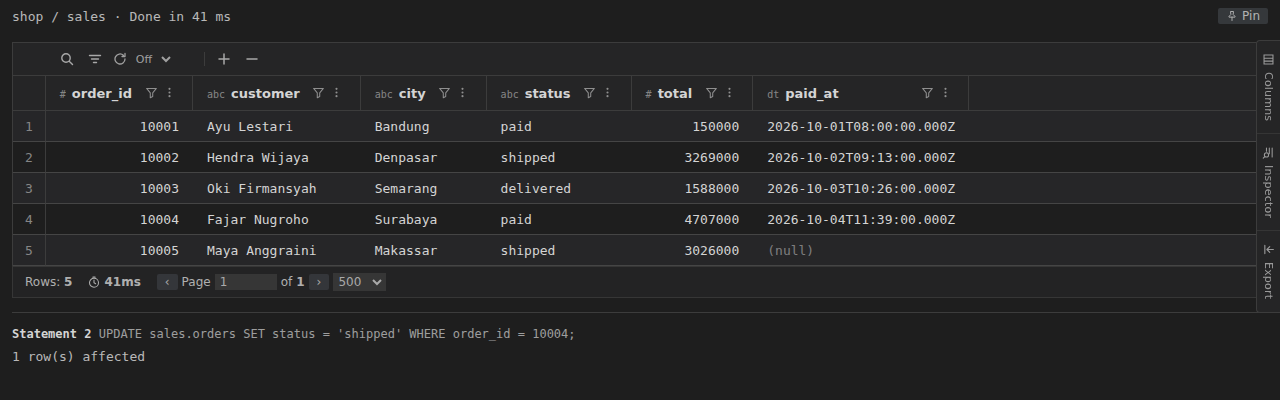 shop / sales · Done in 41 ms
Pin
Off
# order_id abc customer abc city abc status # total dt paid_at
1 10001 Ayu Lestari Bandung paid 150000 2026-10-01T08:00:00.000Z
2 10002 Hendra Wijaya Denpasar shipped 3269000 2026-10-02T09:13:00.000Z
3 10003 Oki Firmansyah Semarang delivered 1588000 2026-10-03T10:26:00.000Z
4 10004 Fajar Nugroho Surabaya paid 4707000 2026-10-04T11:39:00.000Z
5 10005 Maya Anggraini Makassar shipped 3026000 (null)
Rows: 5 41ms ‹ Page 1 of 1 › 500
Columns
Inspector
Export
Statement 2 UPDATE sales.orders SET status = 'shipped' WHERE order_id = 10004;
1 row(s) affected